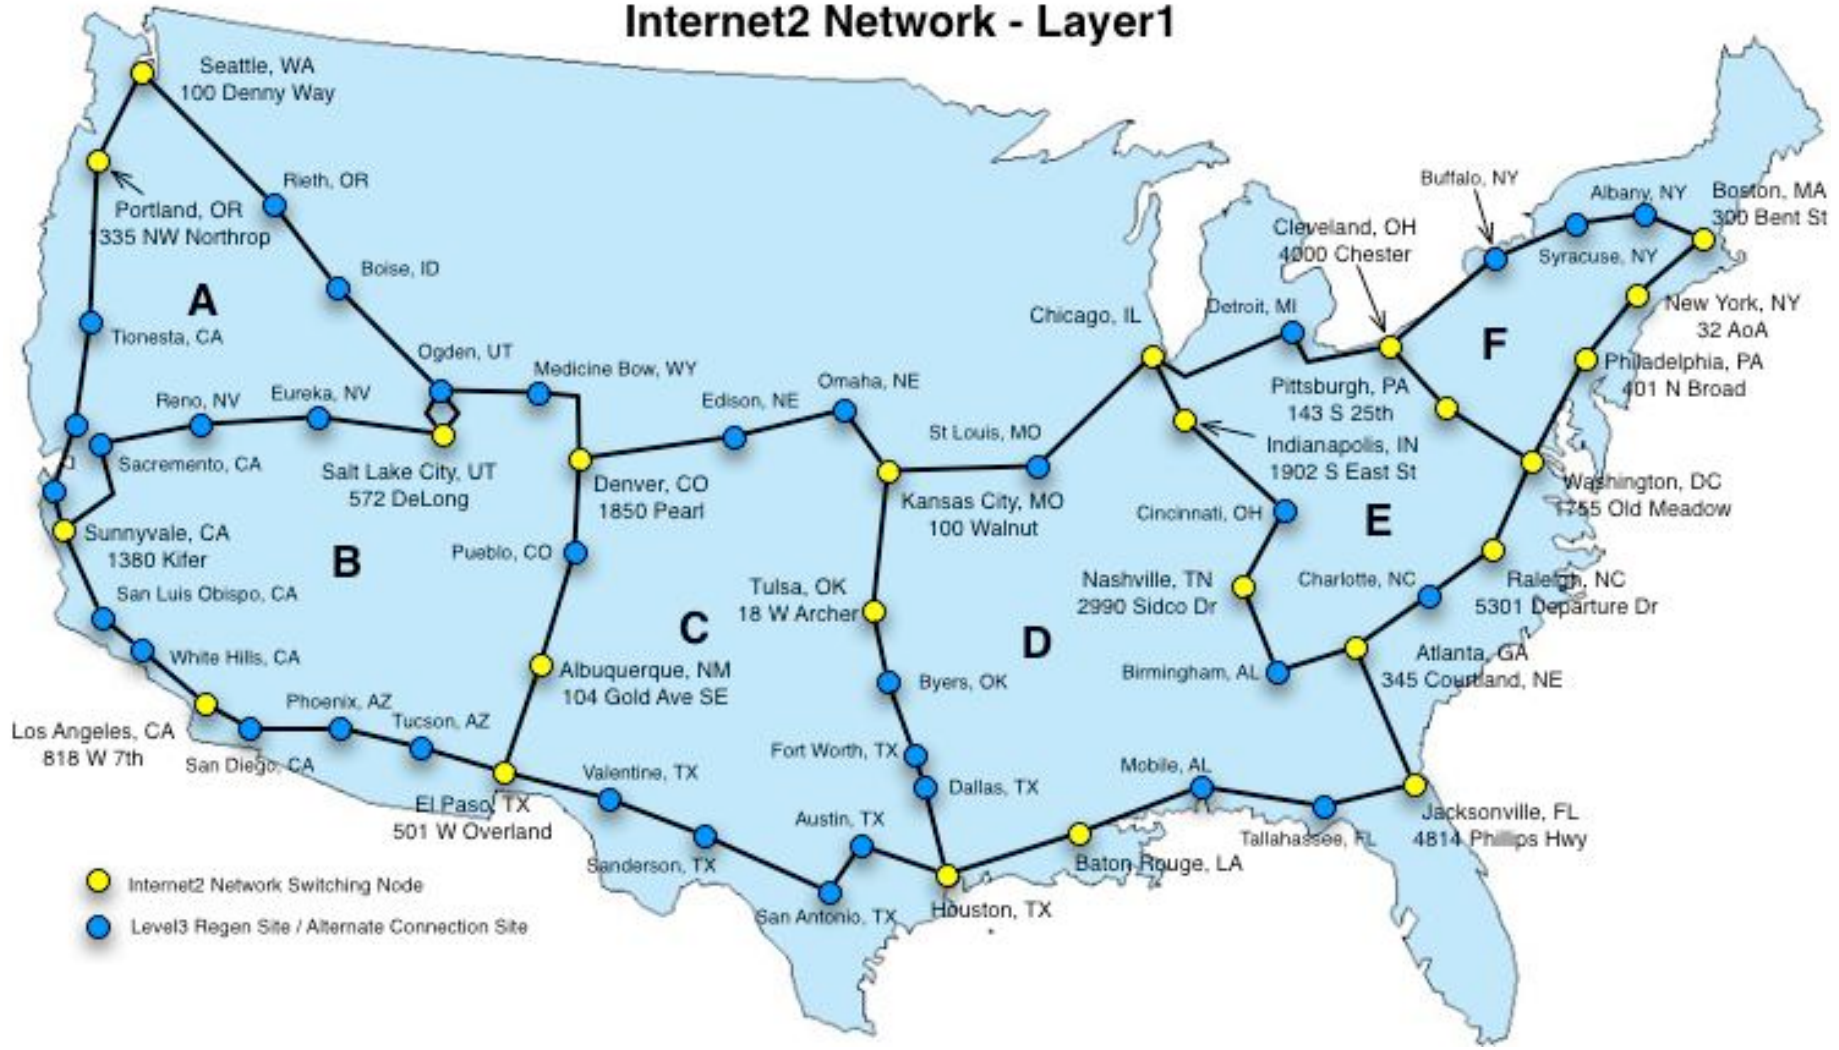 Internet2 Network - Layer1
Seattle, WA
100 Denny Way
Rieth, OR
Portland, OR
1335 NW Northrop
Boise, ID
A
Tionesta, CA
Ogden, UT
Medicine Bow, WY
Reno, NV
Eureka, NV
Sacremento, CA
Salt Lake City, UT
572 DeLong
Sunnyvale, CA
1380 Kifer
B
San Luis Obispo, CA
White Hills, CA
Los Angeles, CA
818 W 7th
San Diego, CA
Phoenix, AZ
Tucson, AZ
El Paso, TX
501 W Overland
Edison, NE
Omaha, NE
Denver, CO
1850 Pearl
Pueblo, CO
C
Albuquerque, NM
104 Gold Ave SE
Valentine, TX
Sanderson, TX
San Antonio, TX
Austin, TX
Houston, TX
St Louis, MO
Kansas City, MO
100 Walnut
Tulsa, OK
18 W Archer
Byers, OK
Fort Worth, TX
Dallas, TX
D
Chicago, IL
Detroit, MI
Cleveland, OH
4000 Chester
Buffalo, NY
Albany, NY
Boston, MA
300 Bent St
Syracuse, NY
New York, NY
32 AoA
F
Philadelphia, PA
401 N Broad
Pittsburgh, PA
143 S 25th
Indianapolis, IN
1902 S East St
Washington, DC
1755 Old Meadow
Cincinnati, OH
E
Nashville, TN
2990 Sidco Dr
Charlotte, NC
Raleigh, NC
5301 Departure Dr
Birmingham, AL
Atlanta, GA
345 Courtland, NE
Mobile, AL
Baton Rouge, LA
Tallahassee, FL
Jacksonville, FL
4814 Phillips Hwy
Internet2 Network Switching Node
Level3 Regen Site / Alternate Connection Site